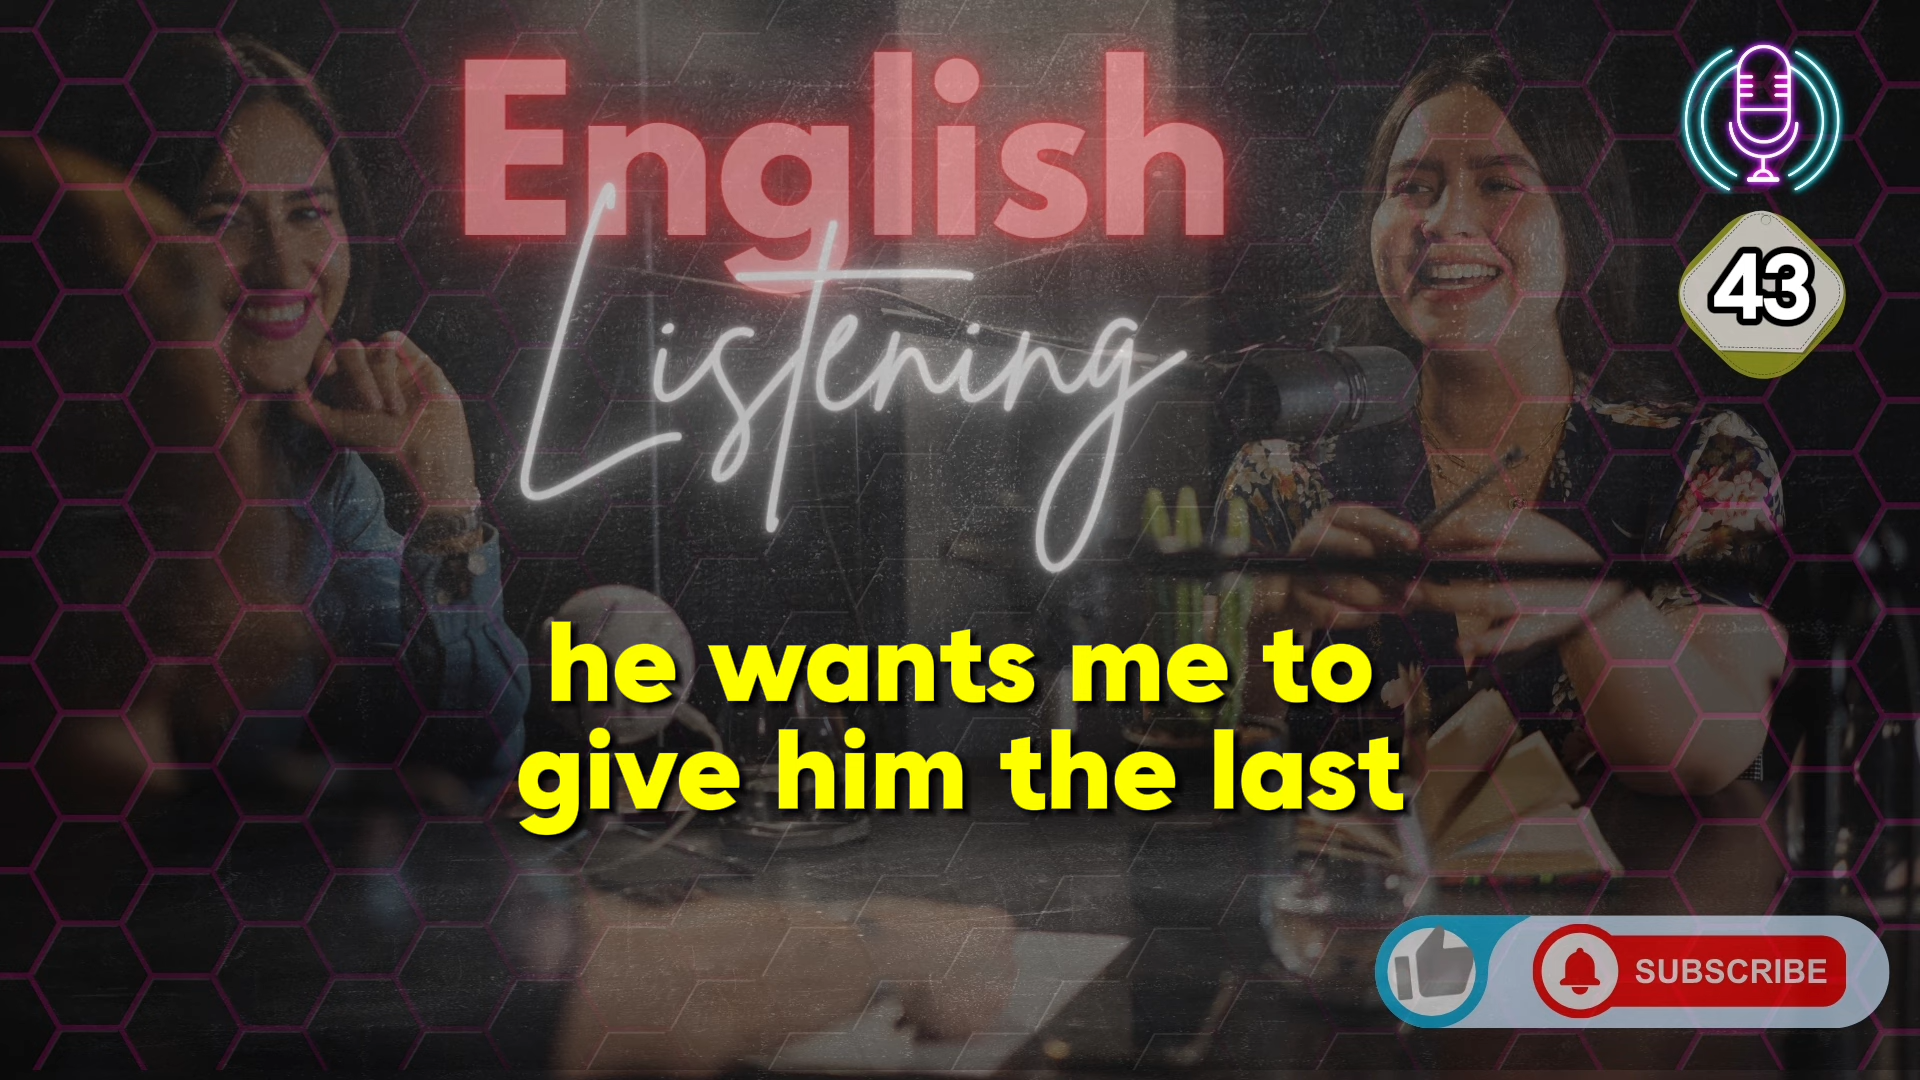 English
Listening
43
he wants me to
give him the last
SUBSCRIBE